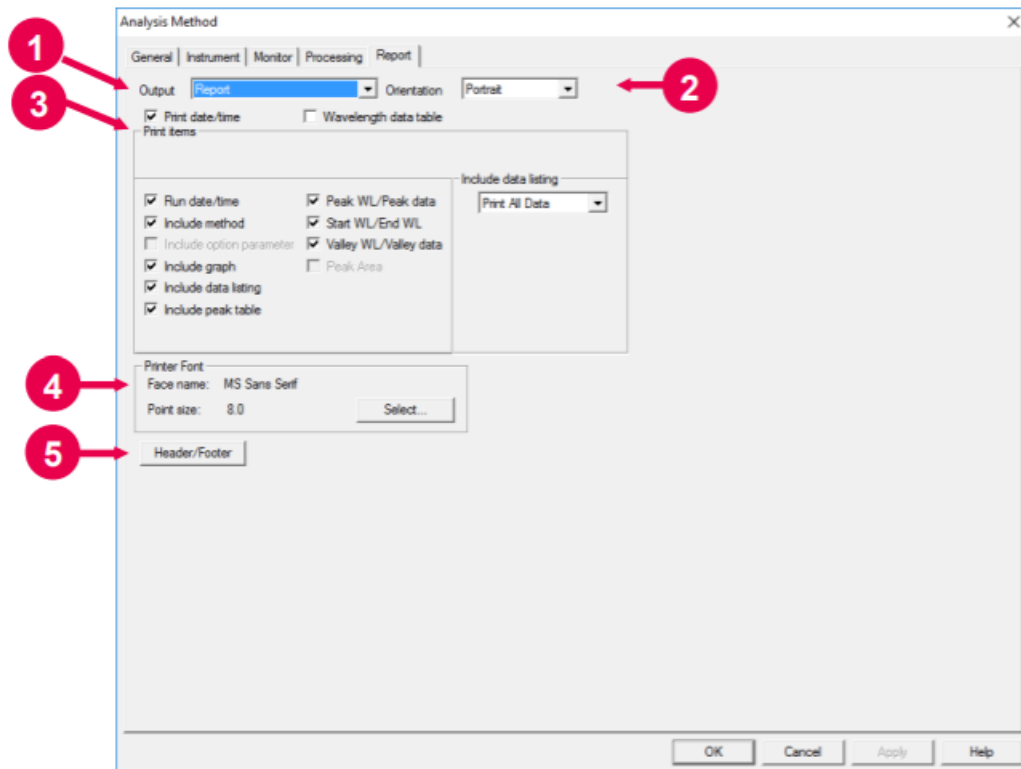 Analysis Method
General Instrument Monitor Processing Report
1
Output Report Orientation Portrait
2
3
Print date/time Wavelength data table
Print items
Include data listing
Run date/time Peak WL/Peak data Print All Data
Include method Start WL/End WL
Include option parameter Valley WL/Valley data
Include graph Peak Area
Include data listing
Include peak table
Printer Font
4
Face name: MS Sans Serif
Point size: 8.0 Select...
5
Header/Footer
OK Cancel Apply Help